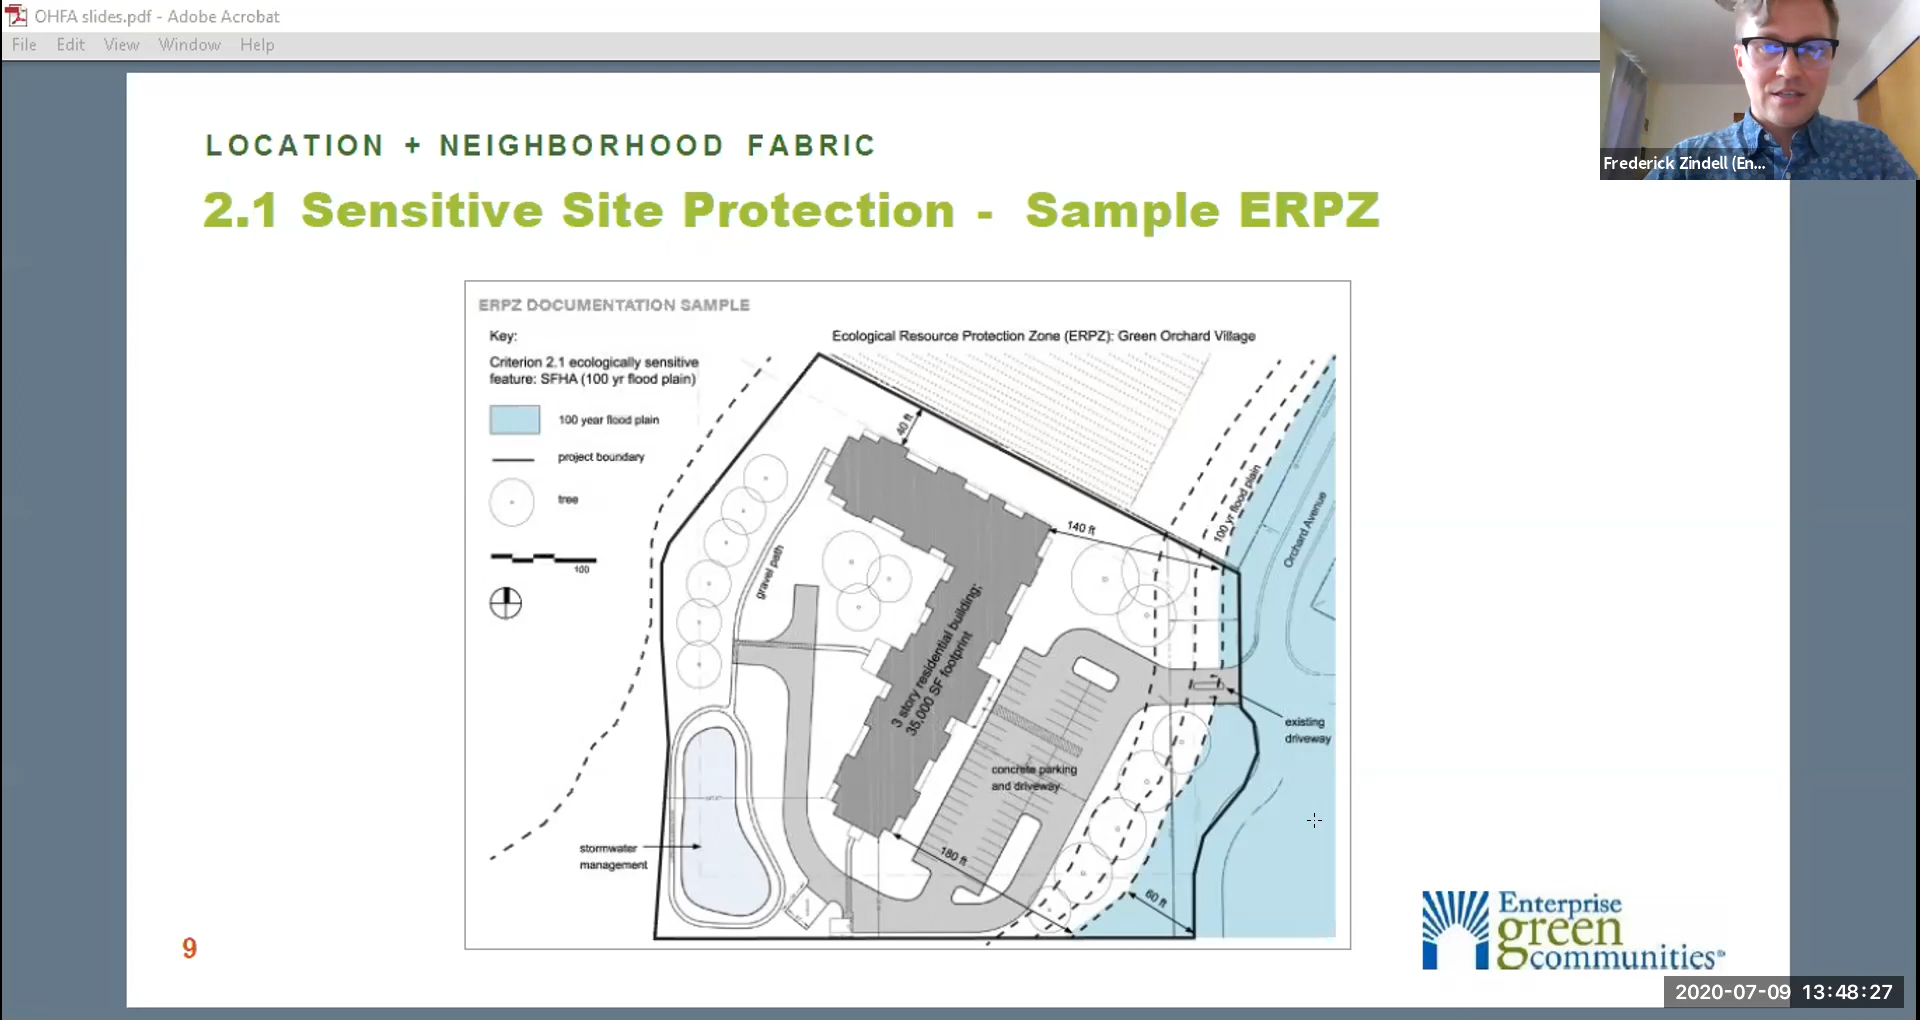 OHFA slides.pdf - Adobe Acrobat
File Edit View Window Help
Frederick Zindell (En...
LOCATION + NEIGHBORHOOD FABRIC
2.1 Sensitive Site Protection - Sample ERPZ
ERPZ DOCUMENTATION SAMPLE
Key:
Ecological Resource Protection Zone (ERPZ): Green Orchard Village
Criterion 2.1 ecologically sensitive
feature: SFHA (100 yr flood plain)
100 year flood plain
project boundary
tree
100
40 ft
140 ft
100 yr flood plain
Orchard Avenue
gravel path
3 story residential building;
35,000 SF footprint
existing
driveway
concrete parking
and driveway
stormwater
management
180 ft
60 ft
9
Enterprise
green
communities
2020-07-09 13:48:27